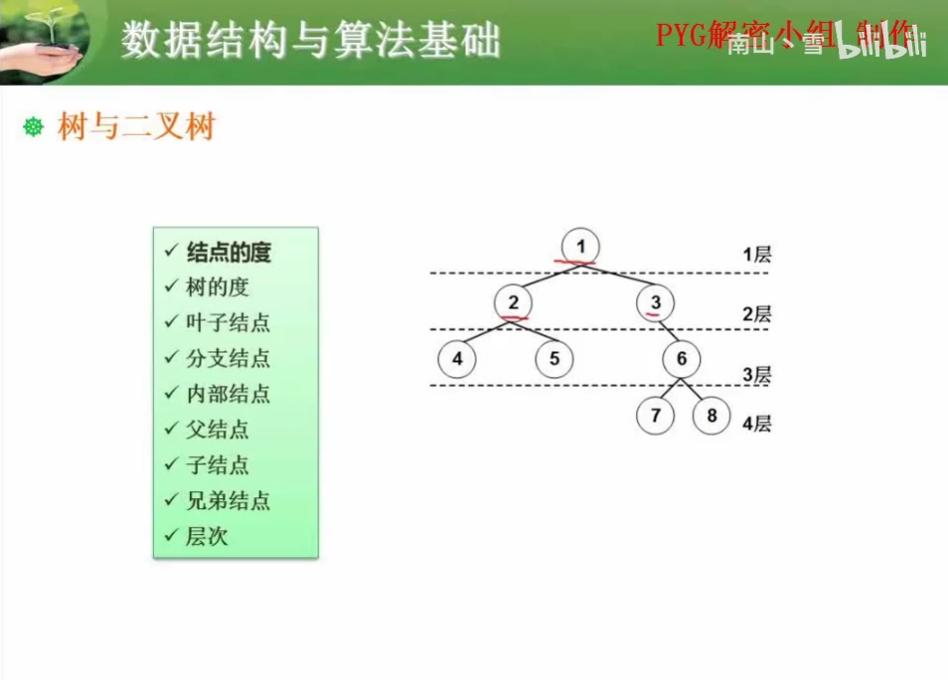 数据结构与算法基础
PYG解密小组 制作
南山丶雪 bilibili
树与二叉树
结点的度
树的度
叶子结点
分支结点
内部结点
父结点
子结点
兄弟结点
层次
1
1层
2
3
2层
4
5
6
3层
7
8
4层